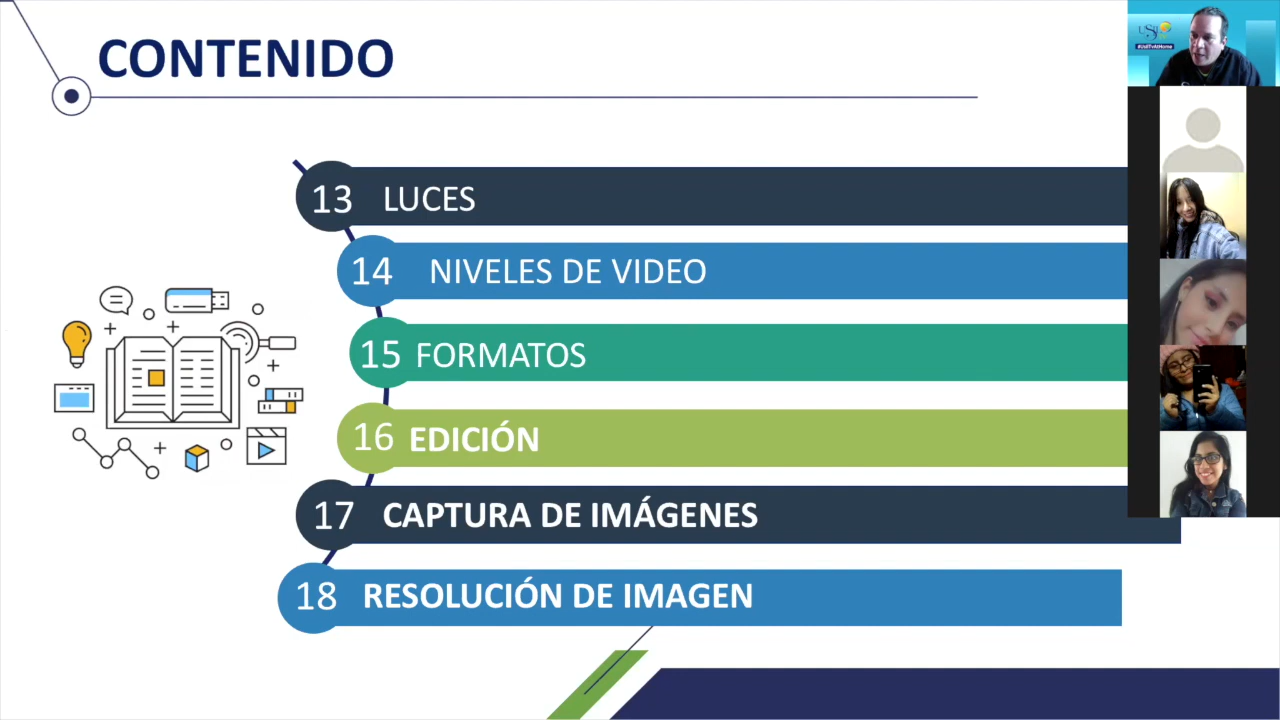 CONTENIDO
13 LUCES
14 NIVELES DE VIDEO
15 FORMATOS
16 EDICIÓN
17 CAPTURA DE IMÁGENES
18 RESOLUCIÓN DE IMAGEN
#UsilTvAtHome